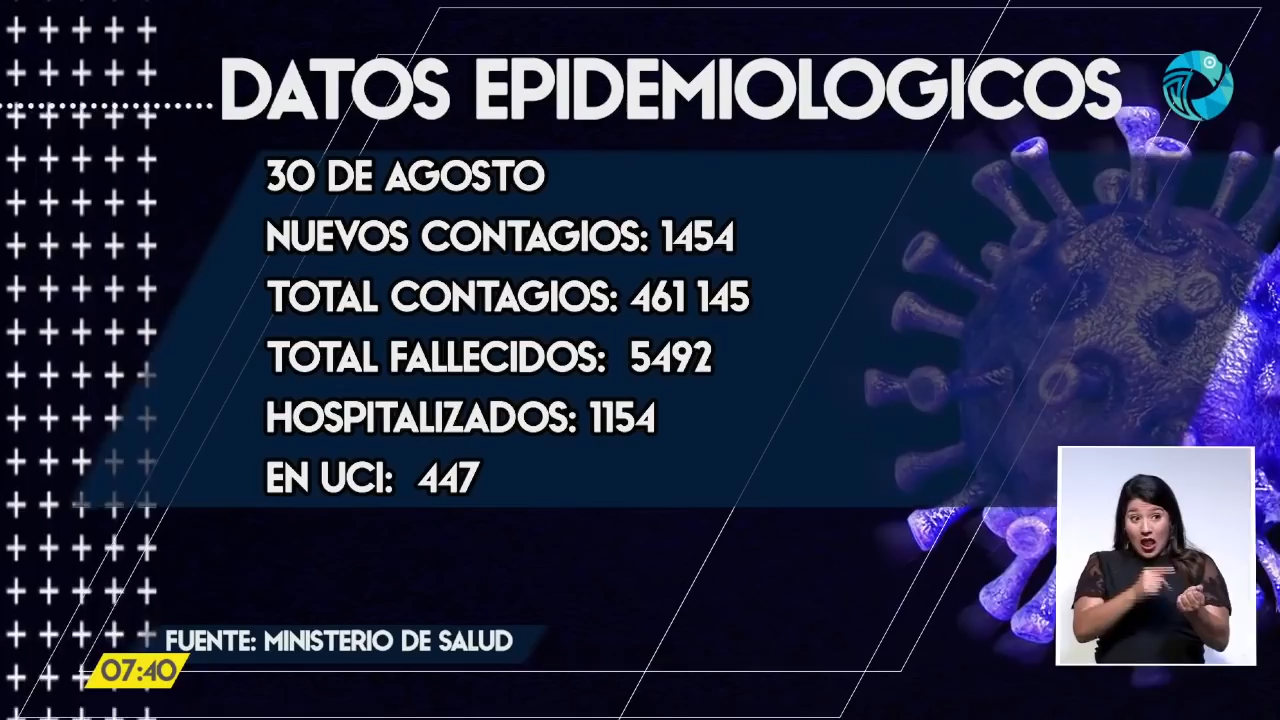 DATOS EPIDEMIOLOGICOS
30 DE AGOSTO
NUEVOS CONTAGIOS: 1454
TOTAL CONTAGIOS: 461 145
TOTAL FALLECIDOS: 5492
HOSPITALIZADOS: 1154
EN UCI: 447
FUENTE: MINISTERIO DE SALUD
07:40